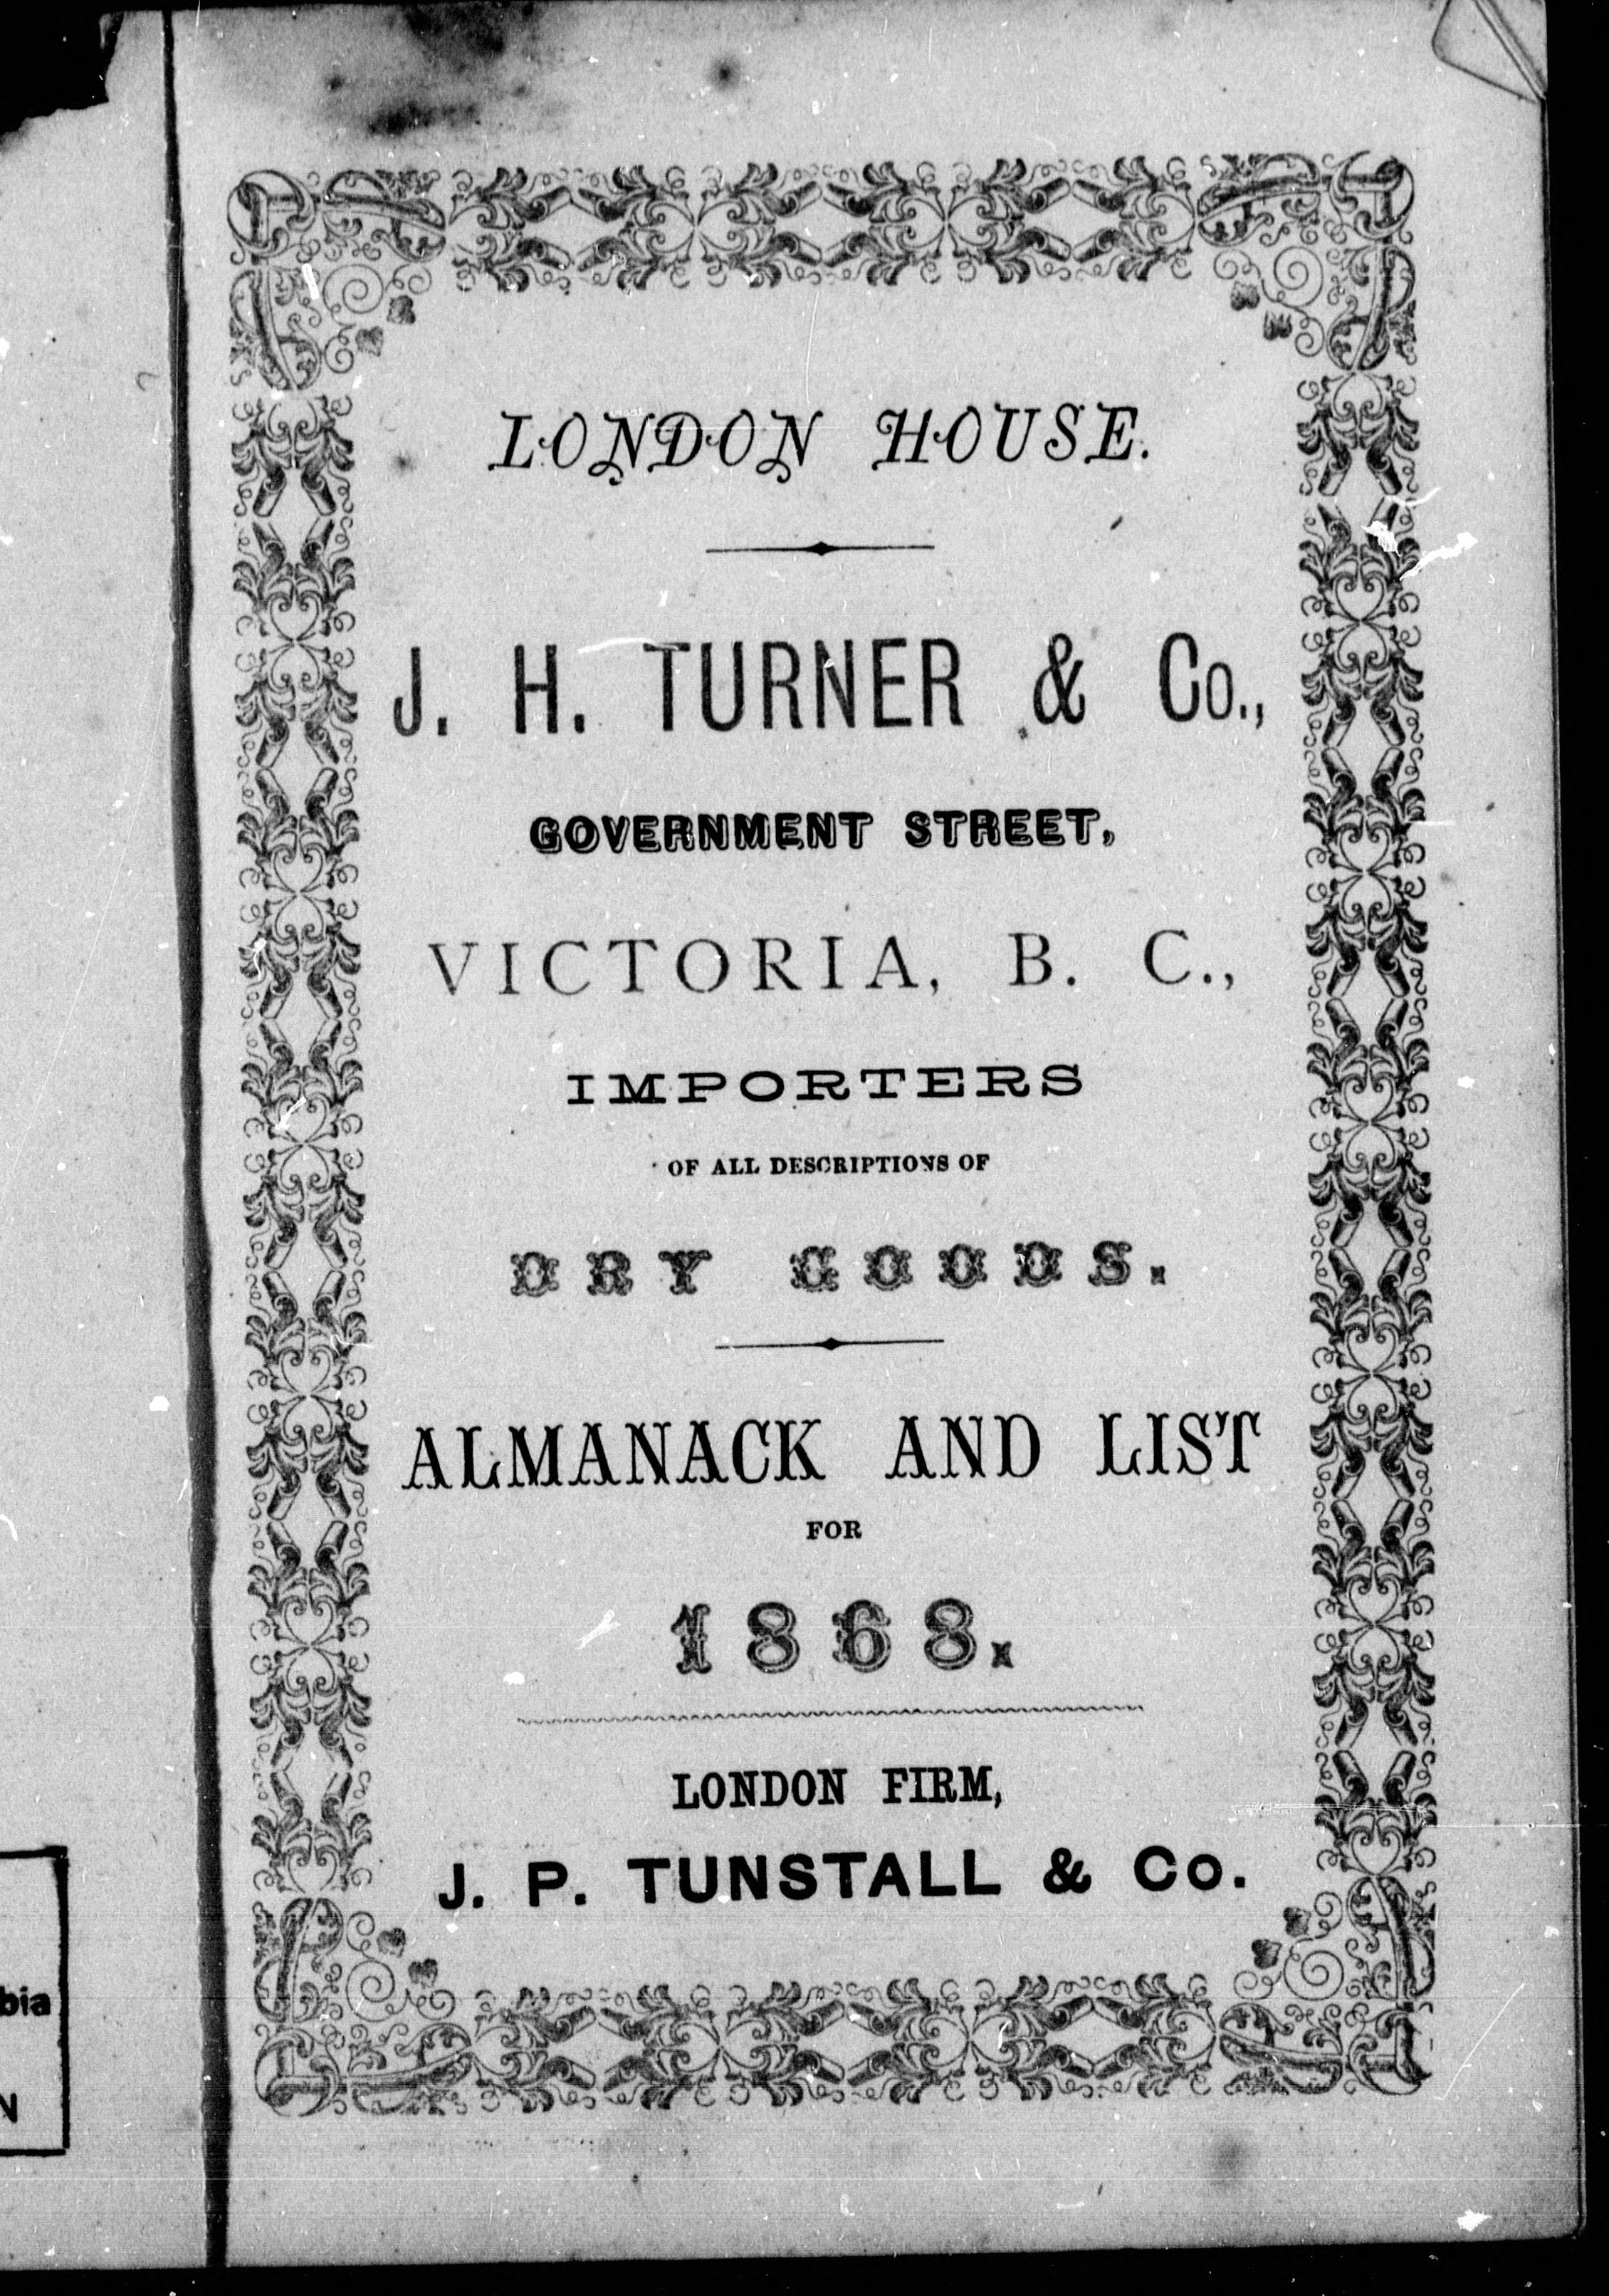 LONDON HOUSE.
J. H. TURNER & Co.,
GOVERNMENT STREET,
VICTORIA, B. C.,
IMPORTERS
OF ALL DESCRIPTIONS OF
DRY GOODS.
ALMANACK AND LIST
FOR
1868.
LONDON FIRM,
J. P. TUNSTALL & Co.
bia
N